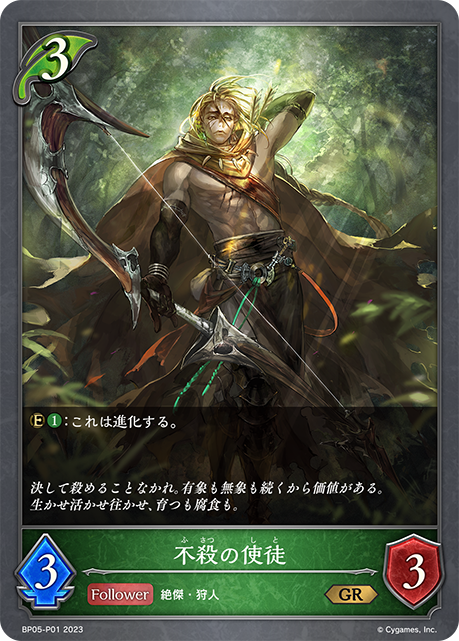 3
E 1：これは進化する。
決して殺めることなかれ。有象も無象も続くから価値がある。
生かせ活かせ往かせ、育つも腐食も。
ふさつ しと
不殺の使徒
3
Follower 絶傑・狩人 GR
3
BP05-P01 2023 © Cygames, Inc.